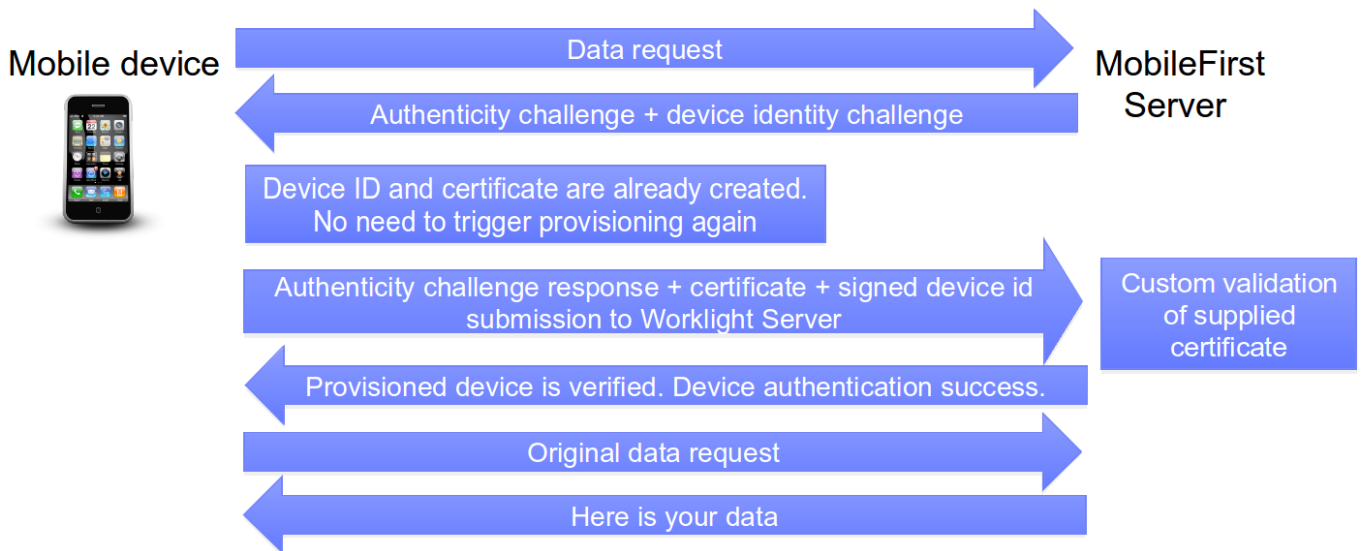 Data request
Mobile device
MobileFirst
Server
Authenticity challenge + device identity challenge
Device ID and certificate are already created.
No need to trigger provisioning again
Authenticity challenge response + certificate + signed device id
submission to Worklight Server
Custom validation
of supplied
certificate
Provisioned device is verified. Device authentication success.
Original data request
Here is your data